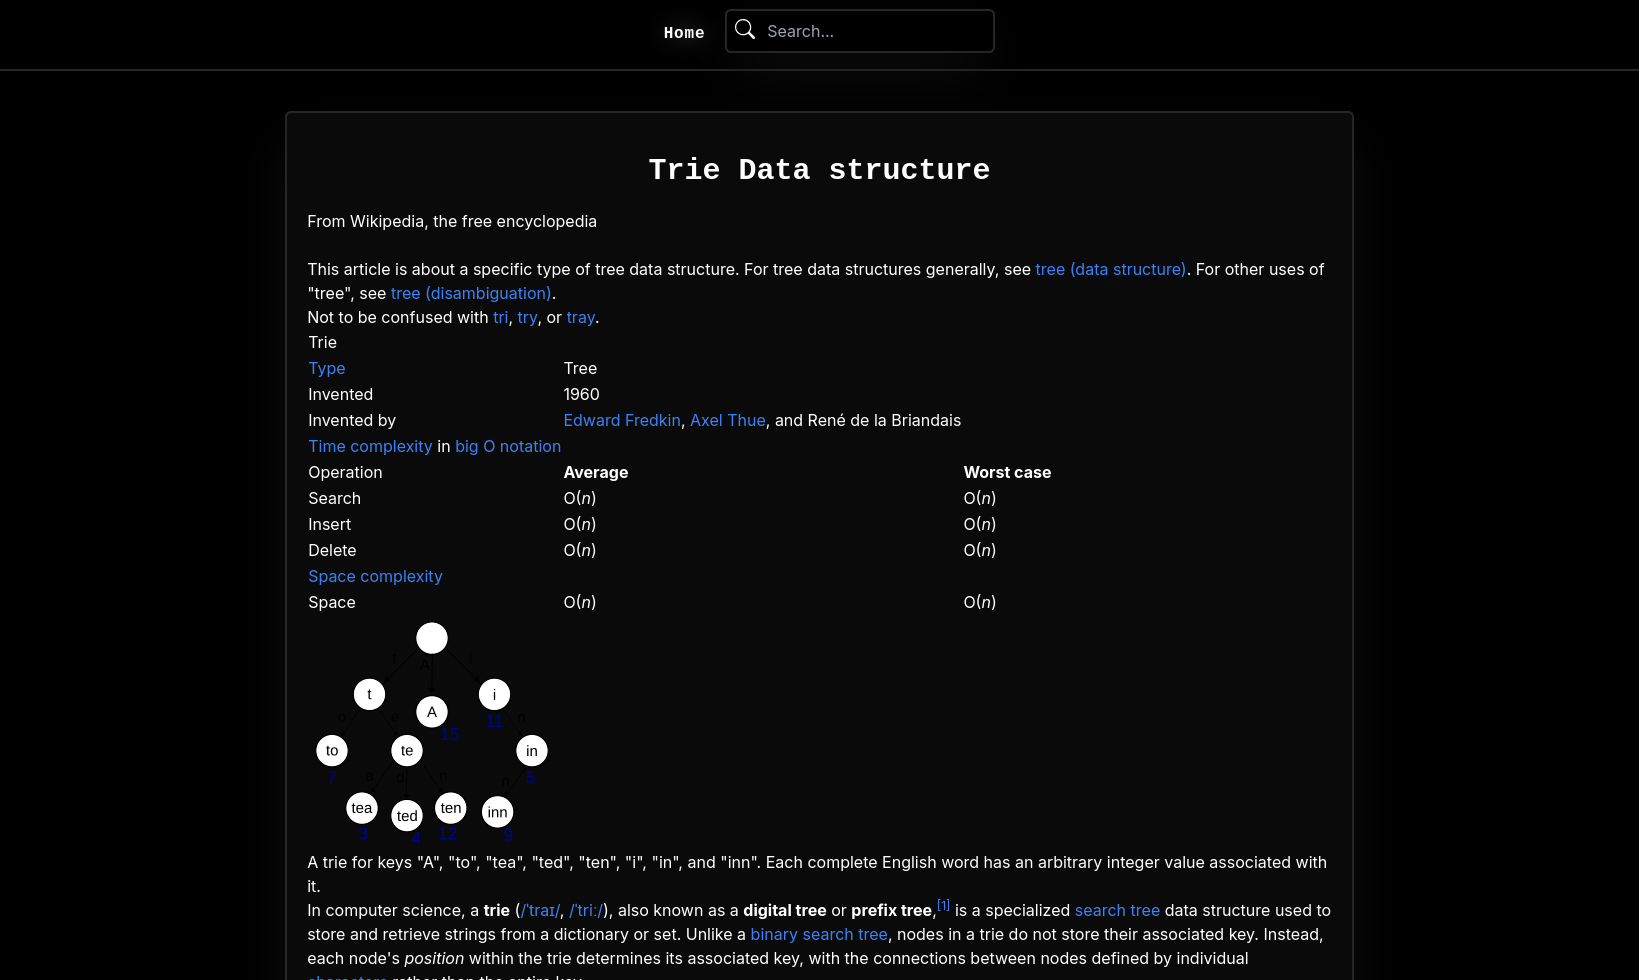 Home
Search...
Trie Data structure
From Wikipedia, the free encyclopedia
This article is about a specific type of tree data structure. For tree data structures generally, see tree (data structure). For other uses of
"tree", see tree (disambiguation).
Not to be confused with tri, try, or tray.
Trie
Type Tree
Invented 1960
Invented by Edward Fredkin, Axel Thue, and René de la Briandais
Time complexity in big O notation
Operation Average Worst case
Search O(n) O(n)
Insert O(n) O(n)
Delete O(n) O(n)
Space complexity
Space O(n) O(n)
t A i
t A i
11
o e n
15
to te in
7 5
a d n n
tea ted ten inn
3 4 12 9
A trie for keys "A", "to", "tea", "ted", "ten", "i", "in", and "inn". Each complete English word has an arbitrary integer value associated with
it.
In computer science, a trie (/ˈtraɪ/, /ˈtriː/), also known as a digital tree or prefix tree,[1] is a specialized search tree data structure used to
store and retrieve strings from a dictionary or set. Unlike a binary search tree, nodes in a trie do not store their associated key. Instead,
each node's position within the trie determines its associated key, with the connections between nodes defined by individual
characters rather than the entire key.